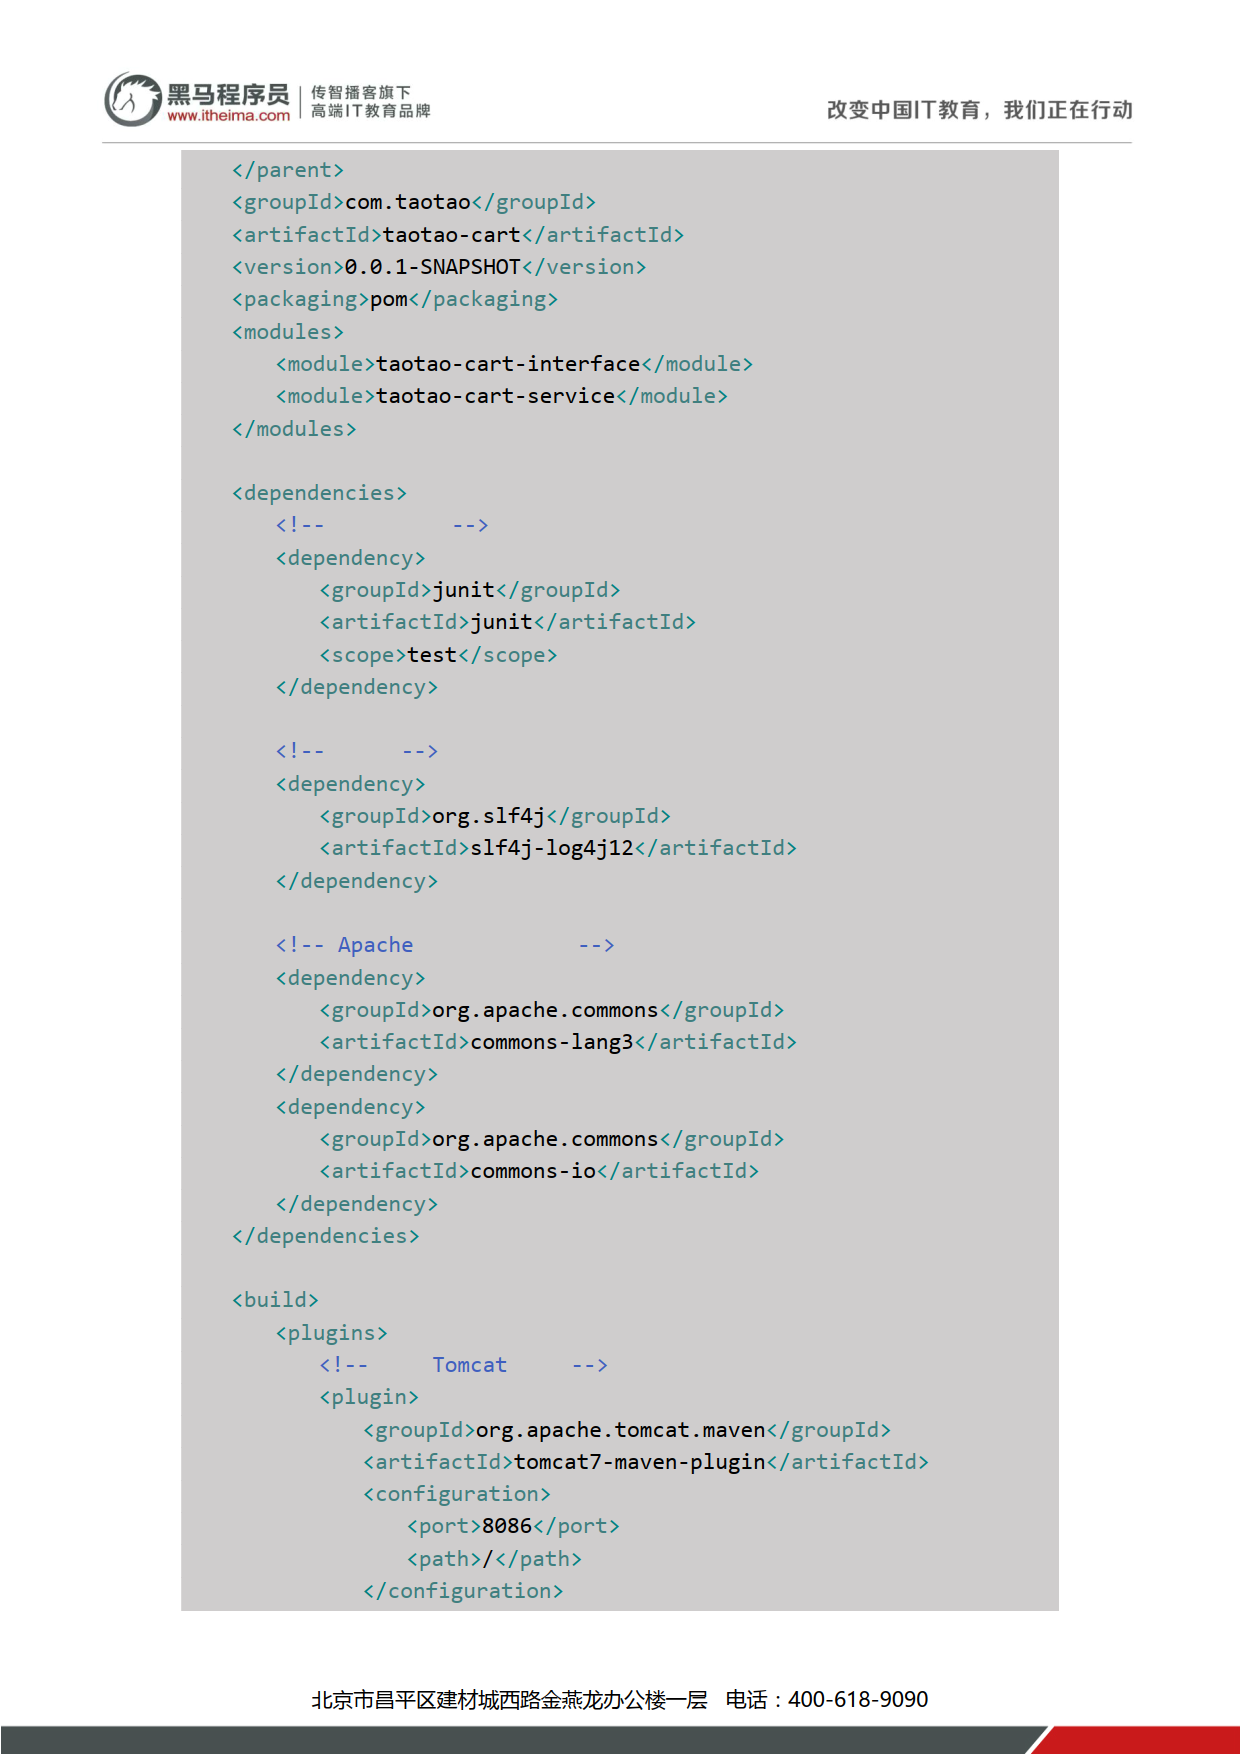 黑马程序员
www.itheima.com
传智播客旗下
高端IT教育品牌
改变中国IT教育，我们正在行动
</parent>
<groupId>com.taotao</groupId>
<artifactId>taotao-cart</artifactId>
<version>0.0.1-SNAPSHOT</version>
<packaging>pom</packaging>
<modules>
<module>taotao-cart-interface</module>
<module>taotao-cart-service</module>
</modules>
<dependencies>
<!-- -->
<dependency>
<groupId>junit</groupId>
<artifactId>junit</artifactId>
<scope>test</scope>
</dependency>
<!-- -->
<dependency>
<groupId>org.slf4j</groupId>
<artifactId>slf4j-log4j12</artifactId>
</dependency>
<!-- Apache -->
<dependency>
<groupId>org.apache.commons</groupId>
<artifactId>commons-lang3</artifactId>
</dependency>
<dependency>
<groupId>org.apache.commons</groupId>
<artifactId>commons-io</artifactId>
</dependency>
</dependencies>
<build>
<plugins>
<!-- Tomcat -->
<plugin>
<groupId>org.apache.tomcat.maven</groupId>
<artifactId>tomcat7-maven-plugin</artifactId>
<configuration>
<port>8086</port>
<path>/</path>
</configuration>
北京市昌平区建材城西路金燕龙办公楼一层 电话：400-618-9090